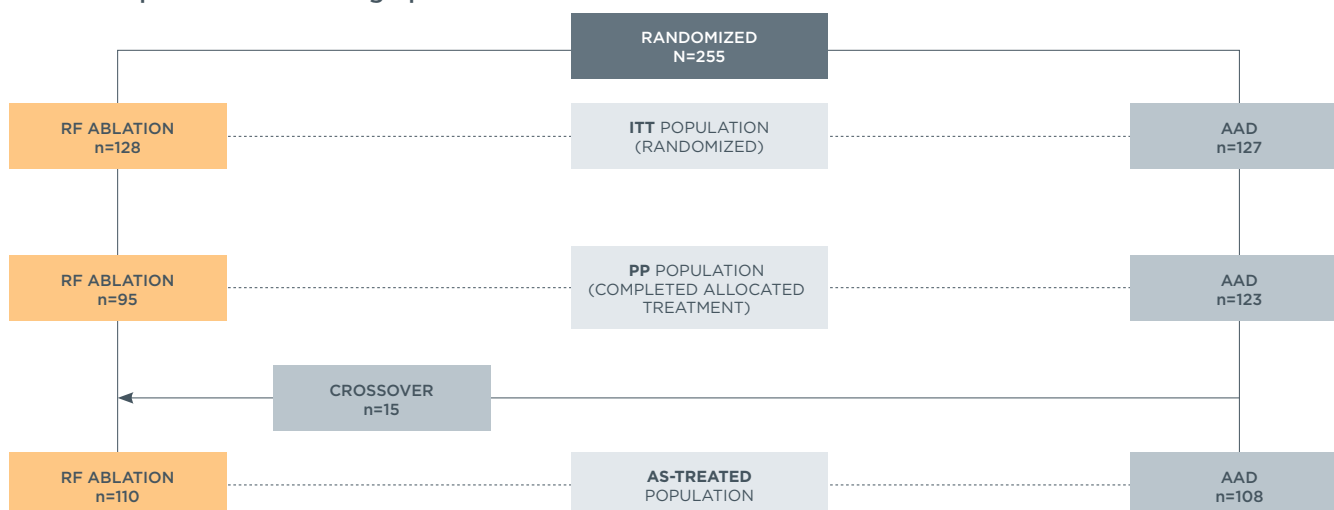 RANDOMIZED
N=255
RF ABLATION
n=128
ITT POPULATION
(RANDOMIZED)
AAD
n=127
RF ABLATION
n=95
PP POPULATION
(COMPLETED ALLOCATED
TREATMENT)
AAD
n=123
CROSSOVER
n=15
RF ABLATION
n=110
AS-TREATED
POPULATION
AAD
n=108